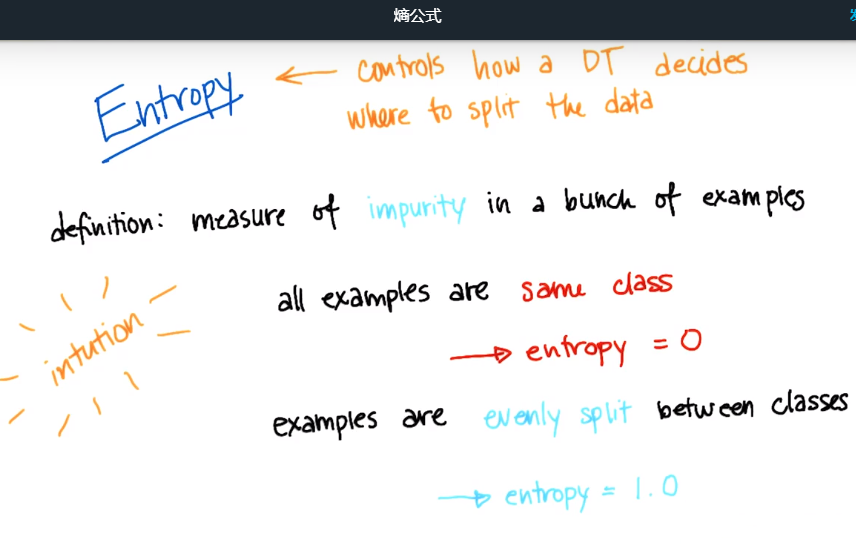 熵公式
Entropy ← controls how a DT decides
where to split the data
definition: measure of impurity in a bunch of examples
all examples are same class
→ entropy = 0
intution
examples are evenly split between classes
→ entropy = 1.0